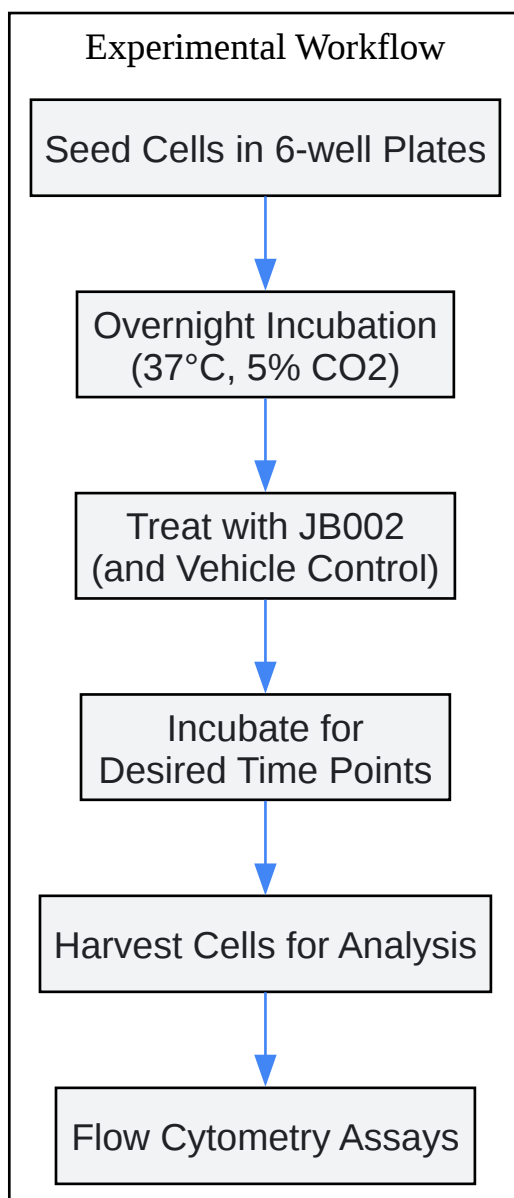 Experimental Workflow
Seed Cells in 6-well Plates
Overnight Incubation
(37°C, 5% CO2)
Treat with JB002
(and Vehicle Control)
Incubate for
Desired Time Points
Harvest Cells for Analysis
Flow Cytometry Assays